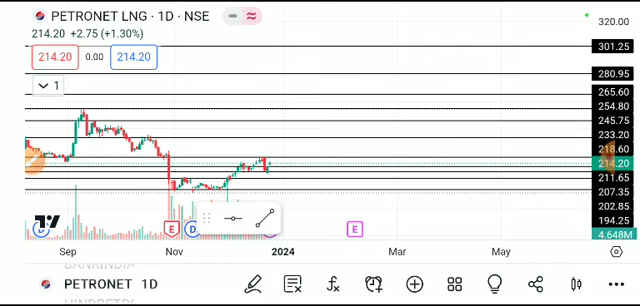 PETRONET LNG · 1D · NSE
214.20 +2.75 (+1.30%)
214.20 0.00 214.20
1
320.00
301.25
280.95
265.60
254.80
245.75
233.20
218.60
214.20
211.65
207.35
202.85
194.25
4.648M
D E D E
Sep Nov 2024 Mar May
BANKINDIA
PETRONET 1D
HINDPETRO